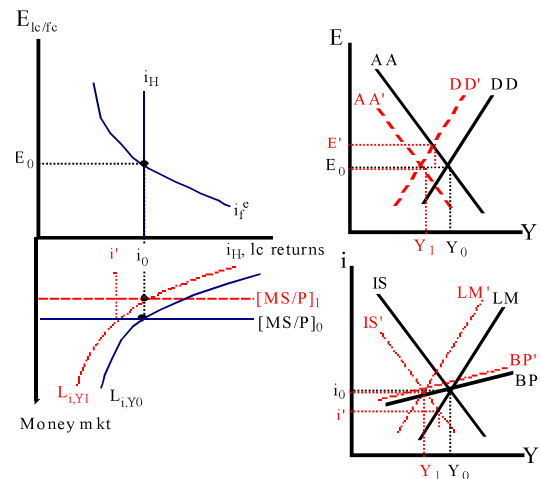 E lc/fc
i H
E 0
i f e
i 0
i'
i H, lc returns
[MS/P] 1
[MS/P] 0
L i,Y1
L i,Y0
Money mkt
E
AA
DD'
DD
AA'
E'
E 0
Y
Y 1
Y 0
i
IS
LM'
LM
IS'
BP'
BP
i 0
i'
Y
Y 1
Y 0